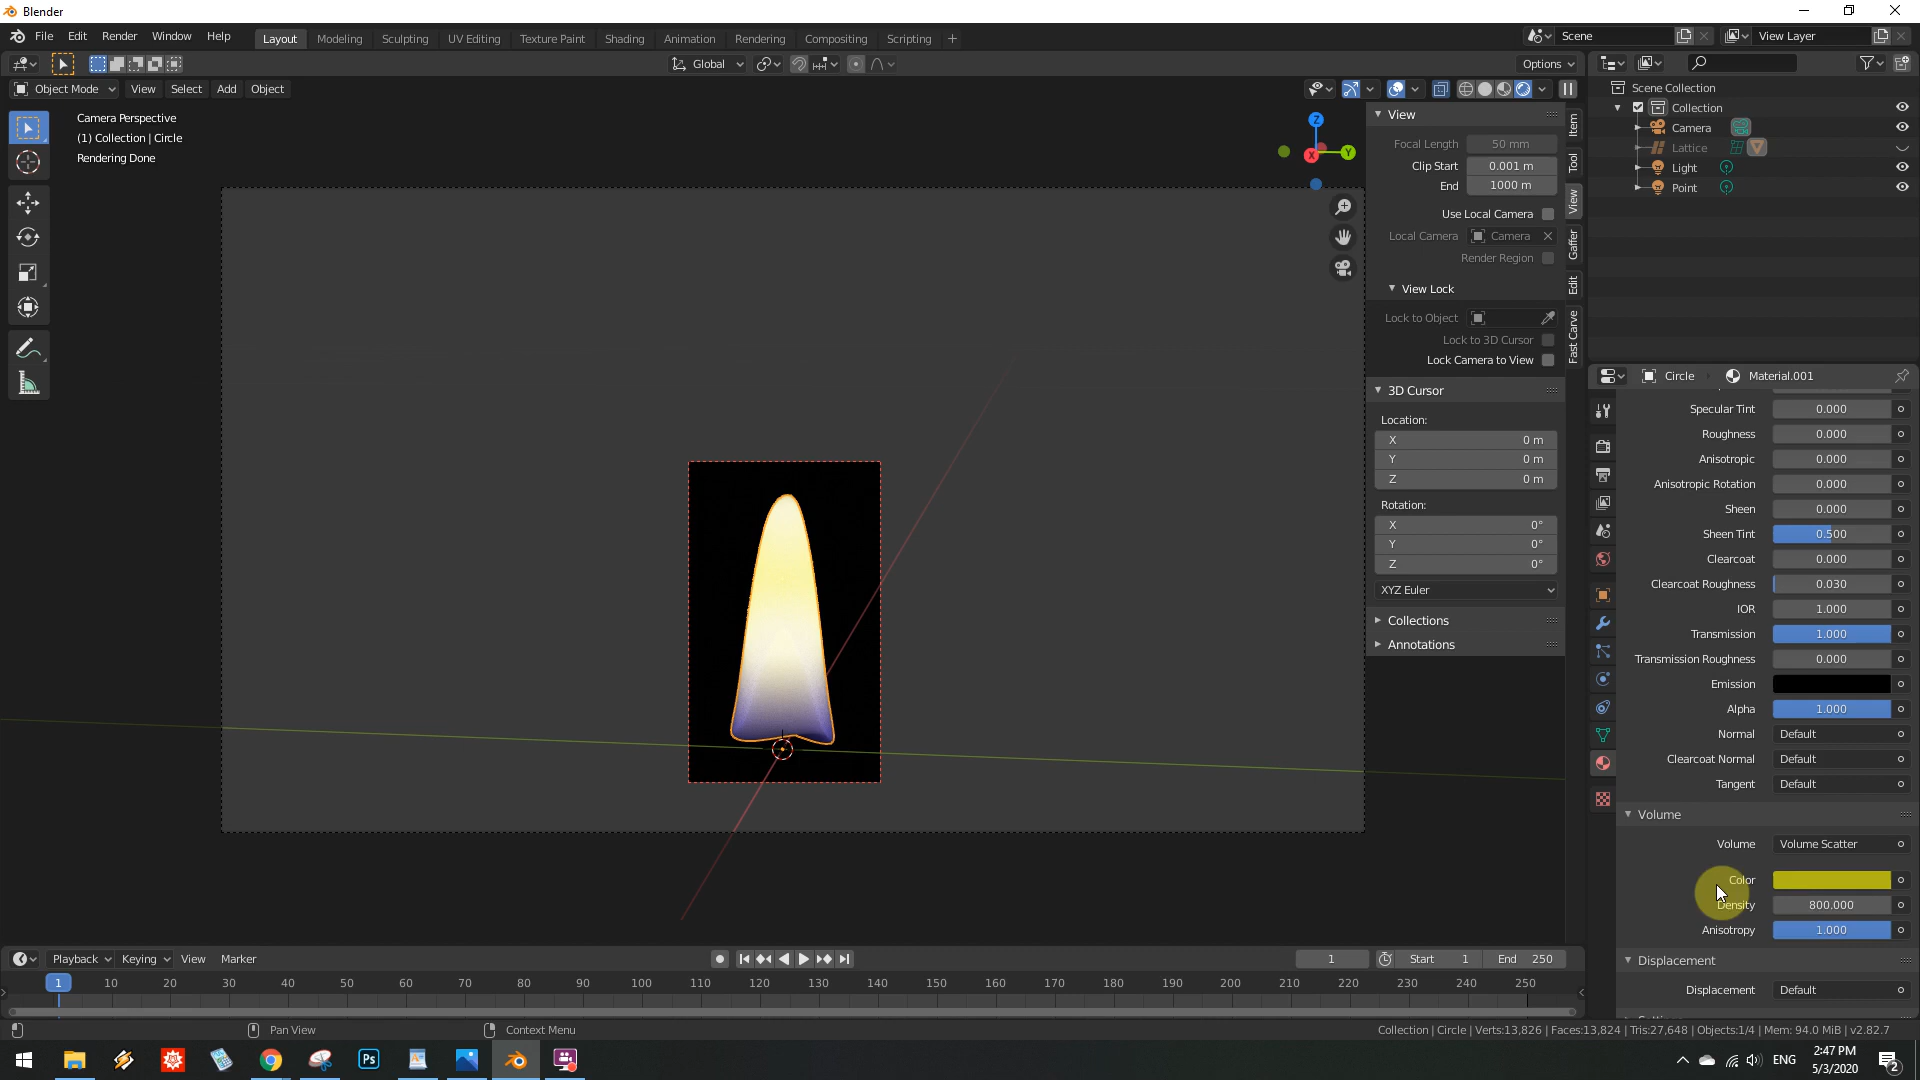 Blender
File Edit Render Window Help
Layout Modeling Sculpting UV Editing Texture Paint Shading Animation Rendering Compositing Scripting +
Scene
View Layer
Global
Options
Object Mode View Select Add Object
Camera Perspective
(1) Collection | Circle
Rendering Done
Z
Y
X
View
Focal Length 50 mm
Clip Start 0.001 m
End 1000 m
Use Local Camera
Local Camera Camera
Render Region
View Lock
Lock to Object
Lock to 3D Cursor
Lock Camera to View
3D Cursor
Location:
X 0 m
Y 0 m
Z 0 m
Rotation:
X 0°
Y 0°
Z 0°
XYZ Euler
Collections
Annotations
Item
Tool
View
Gaffer
Edit
Fast Carve
Scene Collection
Collection
Camera
Lattice
Light
Point
Circle Material.001
Specular Tint 0.000
Roughness 0.000
Anisotropic 0.000
Anisotropic Rotation 0.000
Sheen 0.000
Sheen Tint 0.500
Clearcoat 0.000
Clearcoat Roughness 0.030
IOR 1.000
Transmission 1.000
Transmission Roughness 0.000
Emission
Alpha 1.000
Normal Default
Clearcoat Normal Default
Tangent Default
Volume
Volume Volume Scatter
Color
Density 800.000
Anisotropy 1.000
Displacement
Displacement Default
Playback Keying View Marker
1 Start 1 End 250
1 10 20 30 40 50 60 70 80 90 100 110 120 130 140 150 160 170 180 190 200 210 220 230 240 250
Pan View
Context Menu
Collection | Circle | Verts:13,826 | Faces:13,824 | Tris:27,648 | Objects:1/4 | Mem: 94.0 MiB | v2.82.7
Ps
ENG
2:47 PM
5/3/2020
2